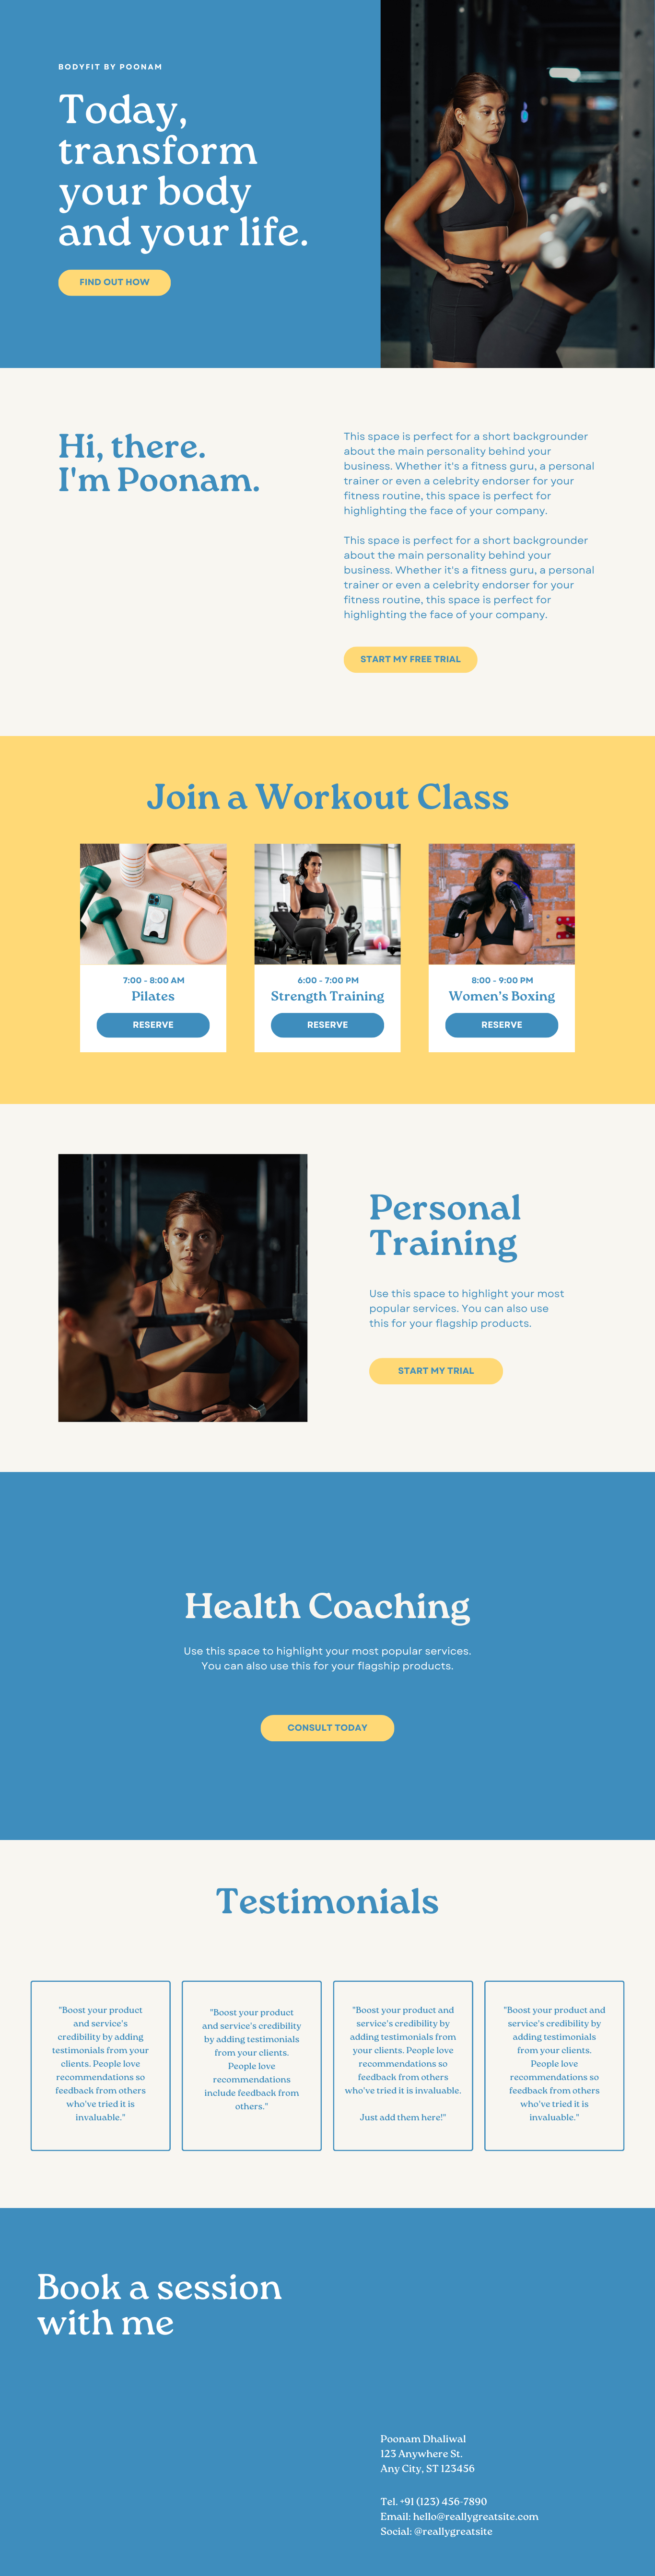 BODYFIT BY POONAM
Today,
transform
your body
and your life.
FIND OUT HOW
Hi, there.
I'm Poonam.
This space is perfect for a short backgrounder
about the main personality behind your
business. Whether it's a fitness guru, a personal
trainer or even a celebrity endorser for your
fitness routine, this space is perfect for
highlighting the face of your company.
This space is perfect for a short backgrounder
about the main personality behind your
business. Whether it's a fitness guru, a personal
trainer or even a celebrity endorser for your
fitness routine, this space is perfect for
highlighting the face of your company.
START MY FREE TRIAL
Join a Workout Class
7:00 - 8:00 AM
Pilates
RESERVE
6:00 - 7:00 PM
Strength Training
RESERVE
8:00 - 9:00 PM
Women's Boxing
RESERVE
Personal
Training
Use this space to highlight your most
popular services. You can also use
this for your flagship products.
START MY TRIAL
Health Coaching
Use this space to highlight your most popular services.
You can also use this for your flagship products.
CONSULT TODAY
Testimonials
"Boost your product
and service's
credibility by adding
testimonials from your
clients. People love
recommendations so
feedback from others
who've tried it is
invaluable."
"Boost your product
and service's credibility
by adding testimonials
from your clients.
People love
recommendations
include feedback from
others."
"Boost your product and
service's credibility by
adding testimonials from
your clients. People love
recommendations so
feedback from others
who've tried it is invaluable.
Just add them here!"
"Boost your product and
service's credibility by
adding testimonials
from your clients.
People love
recommendations so
feedback from others
who've tried it is
invaluable."
Book a session
with me
Poonam Dhaliwal
123 Anywhere St.
Any City, ST 123456
Tel. +91 (123) 456-7890
Email: hello@reallygreatsite.com
Social: @reallygreatsite